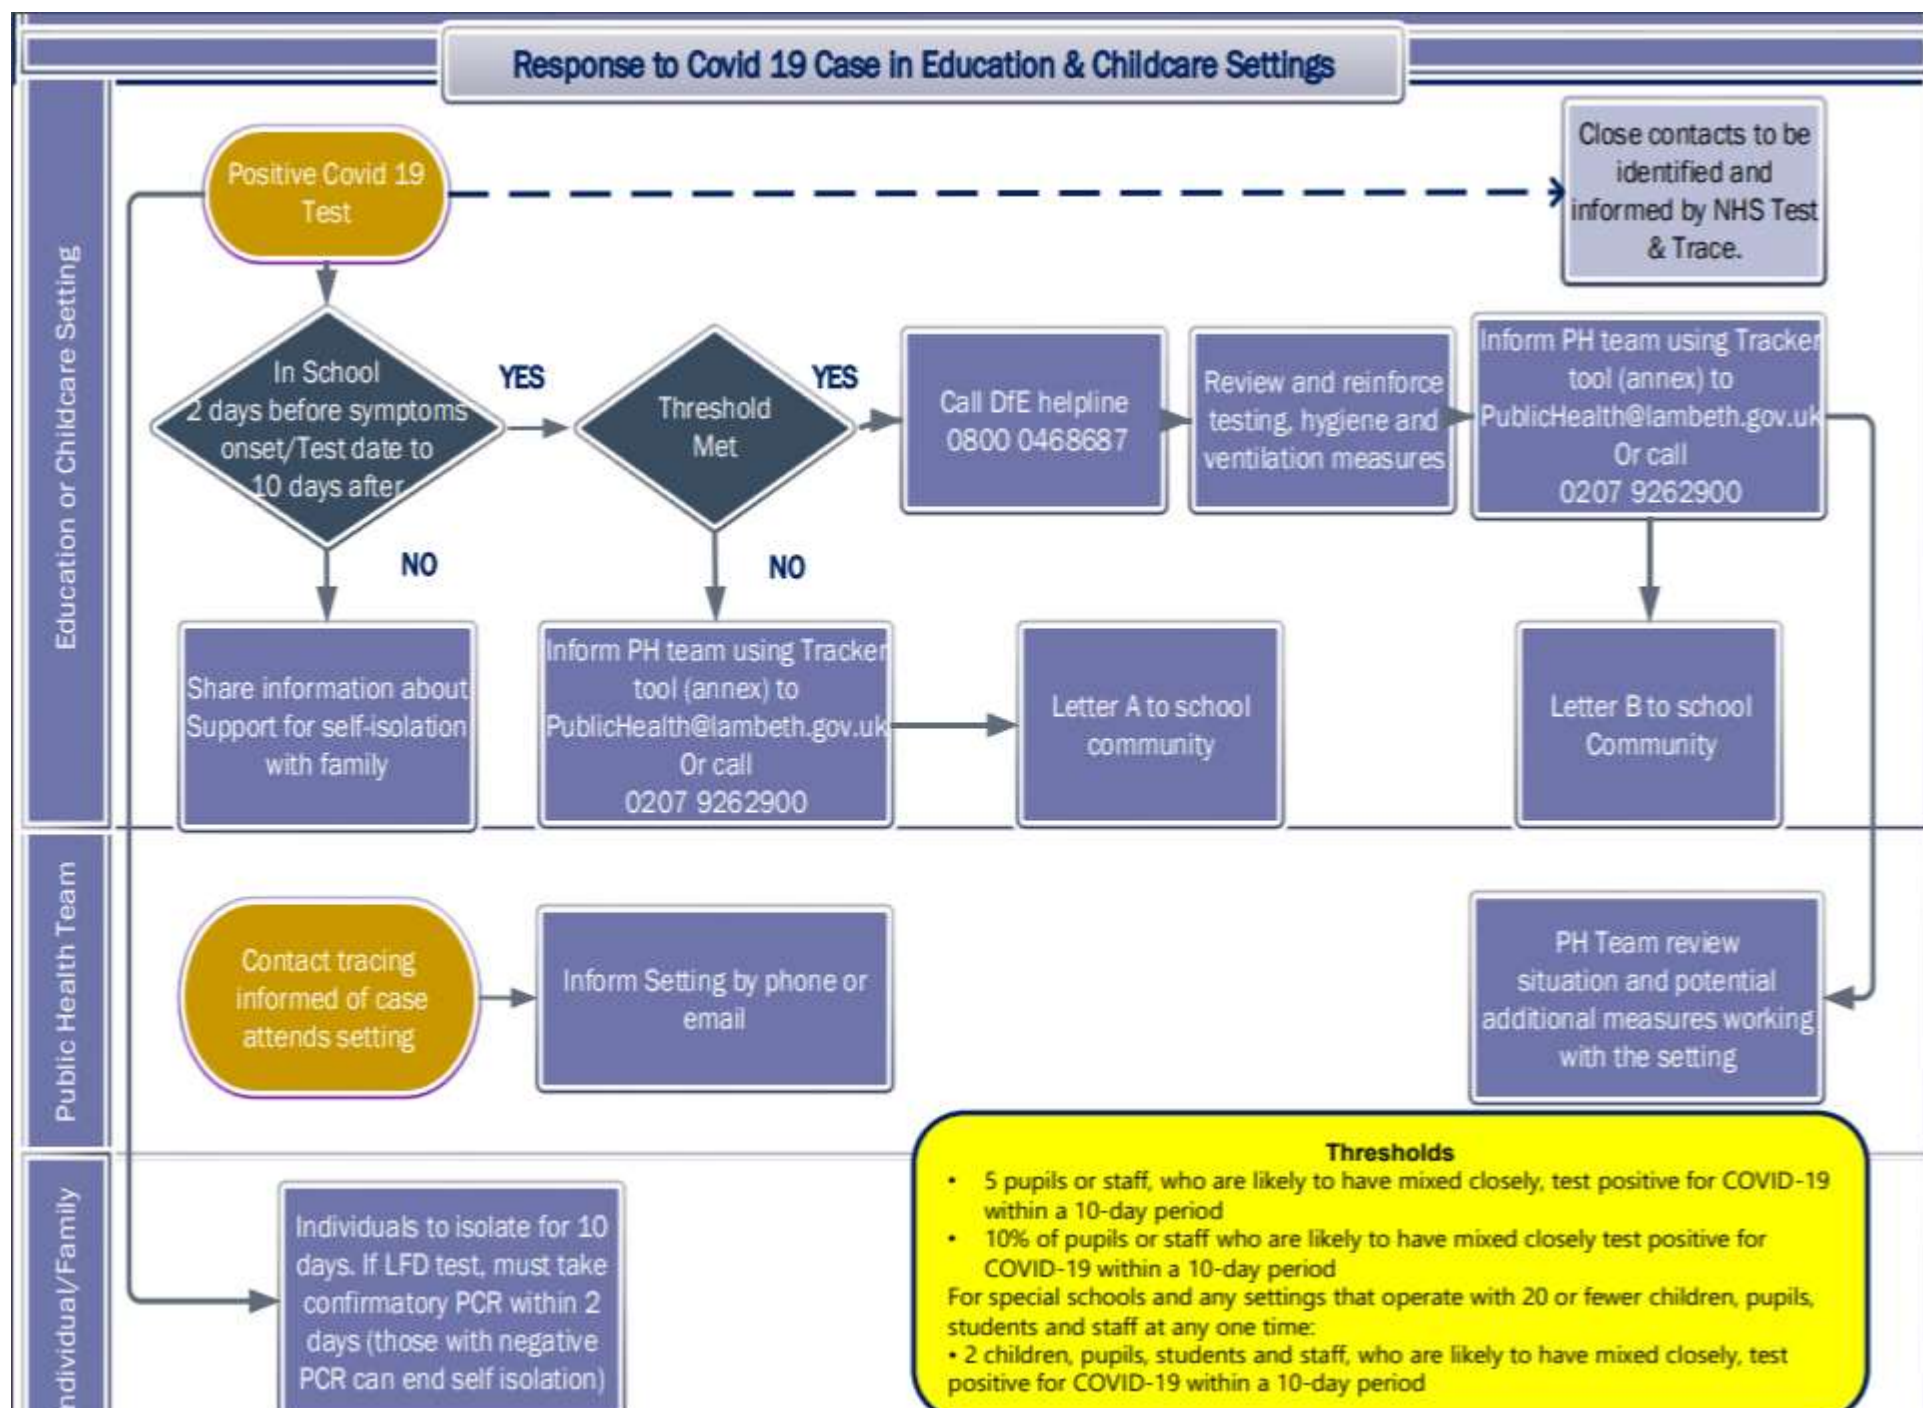 Response to Covid 19 Case in Education & Childcare Settings
Education or Childcare Setting
Positive Covid 19
Test
Close contacts to be
identified and
informed by NHS Test
& Trace.
In School
2 days before symptoms
onset/Test date to
10 days after
YES
Threshold
Met
YES
Call DfE helpline
0800 0468687
Review and reinforce
testing, hygiene and
ventilation measures
Inform PH team using Tracker
tool (annex) to
PublicHealth@lambeth.gov.uk
Or call
0207 9262900
NO
NO
Share information about
Support for self-isolation
with family
Inform PH team using Tracker
tool (annex) to
PublicHealth@lambeth.gov.uk
Or call
0207 9262900
Letter A to school
community
Letter B to school
Community
Public Health Team
Contact tracing
informed of case
attends setting
Inform Setting by phone or
email
PH Team review
situation and potential
additional measures working
with the setting
ndividual/Family
Individuals to isolate for 10
days. If LFD test, must take
confirmatory PCR within 2
days (those with negative
PCR can end self isolation)
Thresholds
• 5 pupils or staff, who are likely to have mixed closely, test positive for COVID-19
within a 10-day period
• 10% of pupils or staff who are likely to have mixed closely test positive for
COVID-19 within a 10-day period
For special schools and any settings that operate with 20 or fewer children, pupils,
students and staff at any one time:
• 2 children, pupils, students and staff, who are likely to have mixed closely, test
positive for COVID-19 within a 10-day period